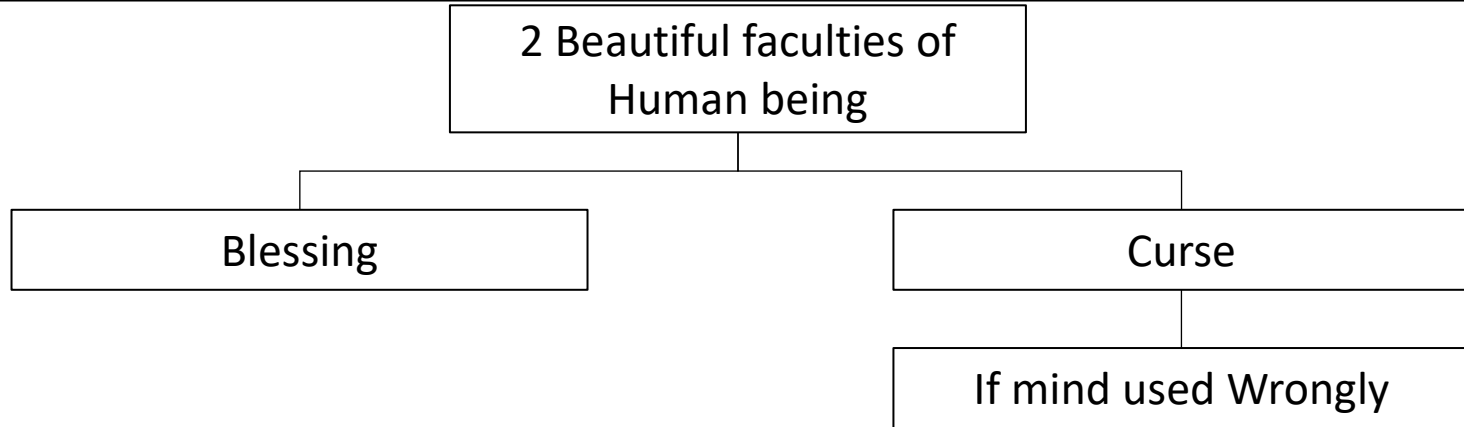 2 Beautiful faculties of
Human being
Blessing
Curse
If mind used Wrongly